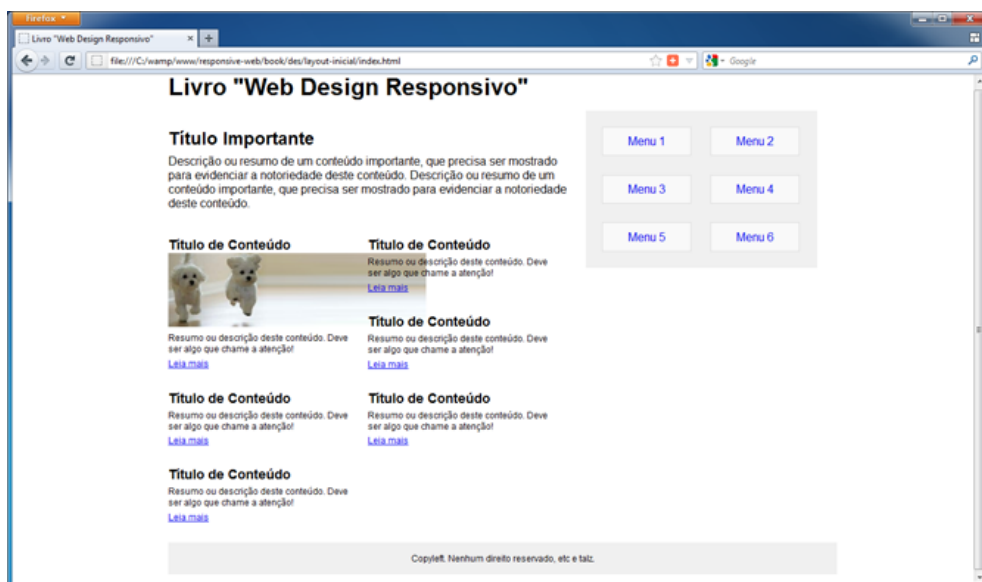 Firefox
Livro "Web Design Responsivo"
file:///C:/wamp/www/responsive-web/book/des/layout-inicial/index.html
Google
Livro "Web Design Responsivo"
Título Importante
Descrição ou resumo de um conteúdo importante, que precisa ser mostrado
para evidenciar a notoriedade deste conteúdo. Descrição ou resumo de um
conteúdo importante, que precisa ser mostrado para evidenciar a notoriedade
deste conteúdo.
Menu 1
Menu 2
Menu 3
Menu 4
Menu 5
Menu 6
Título de Conteúdo
Resumo ou descrição deste conteúdo. Deve
ser algo que chame a atenção!
Leia mais
Título de Conteúdo
Resumo ou descrição deste conteúdo. Deve
ser algo que chame a atenção!
Leia mais
Título de Conteúdo
Resumo ou descrição deste conteúdo. Deve
ser algo que chame a atenção!
Leia mais
Título de Conteúdo
Resumo ou descrição deste conteúdo. Deve
ser algo que chame a atenção!
Leia mais
Título de Conteúdo
Resumo ou descrição deste conteúdo. Deve
ser algo que chame a atenção!
Leia mais
Título de Conteúdo
Resumo ou descrição deste conteúdo. Deve
ser algo que chame a atenção!
Leia mais
Copyleft. Nenhum direito reservado, etc e talz.